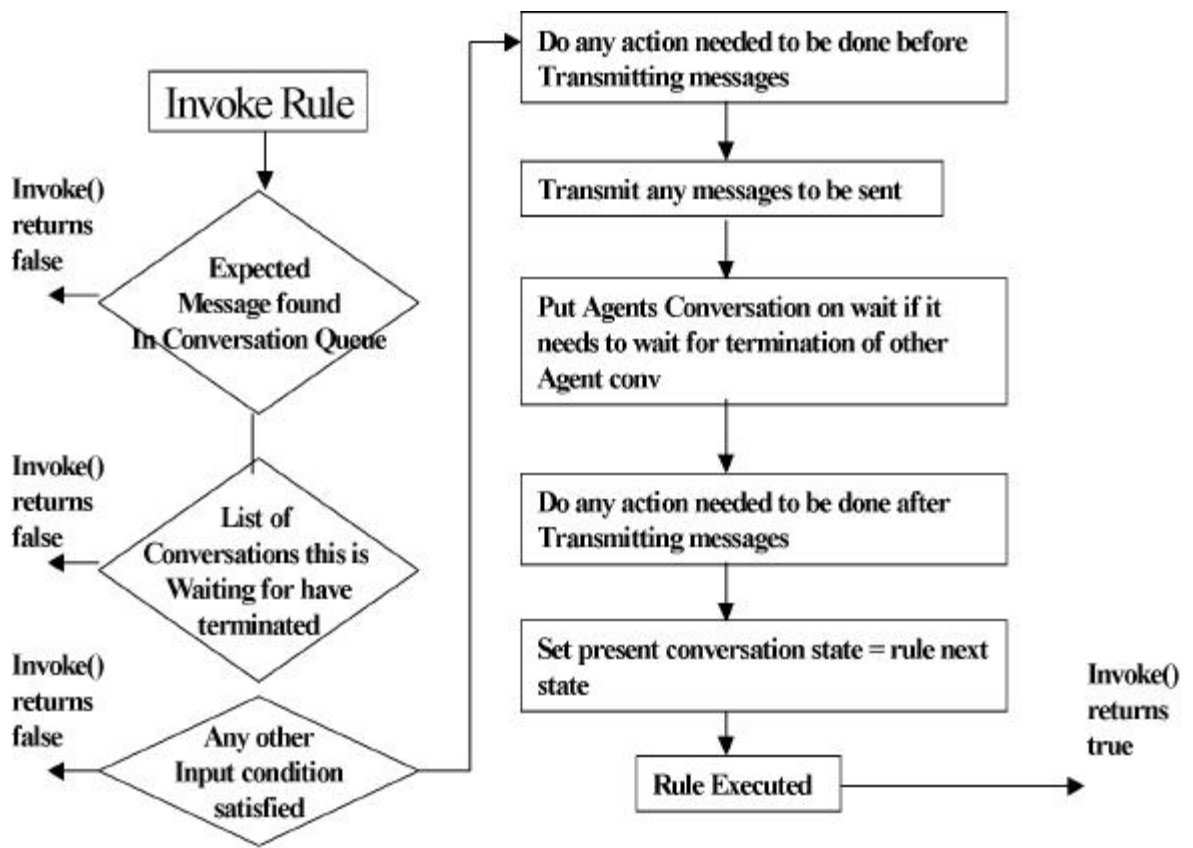 Invoke Rule
Invoke()
returns
false
Expected
Message found
In Conversation Queue
Invoke()
returns
false
List of
Conversations this is
Waiting for have
terminated
Invoke()
returns
false
Any other
Input condition
satisfied
Do any action needed to be done before
Transmitting messages
Transmit any messages to be sent
Put Agents Conversation on wait if it
needs to wait for termination of other
Agent conv
Do any action needed to be done after
Transmitting messages
Set present conversation state = rule next
state
Rule Executed
Invoke()
returns
true